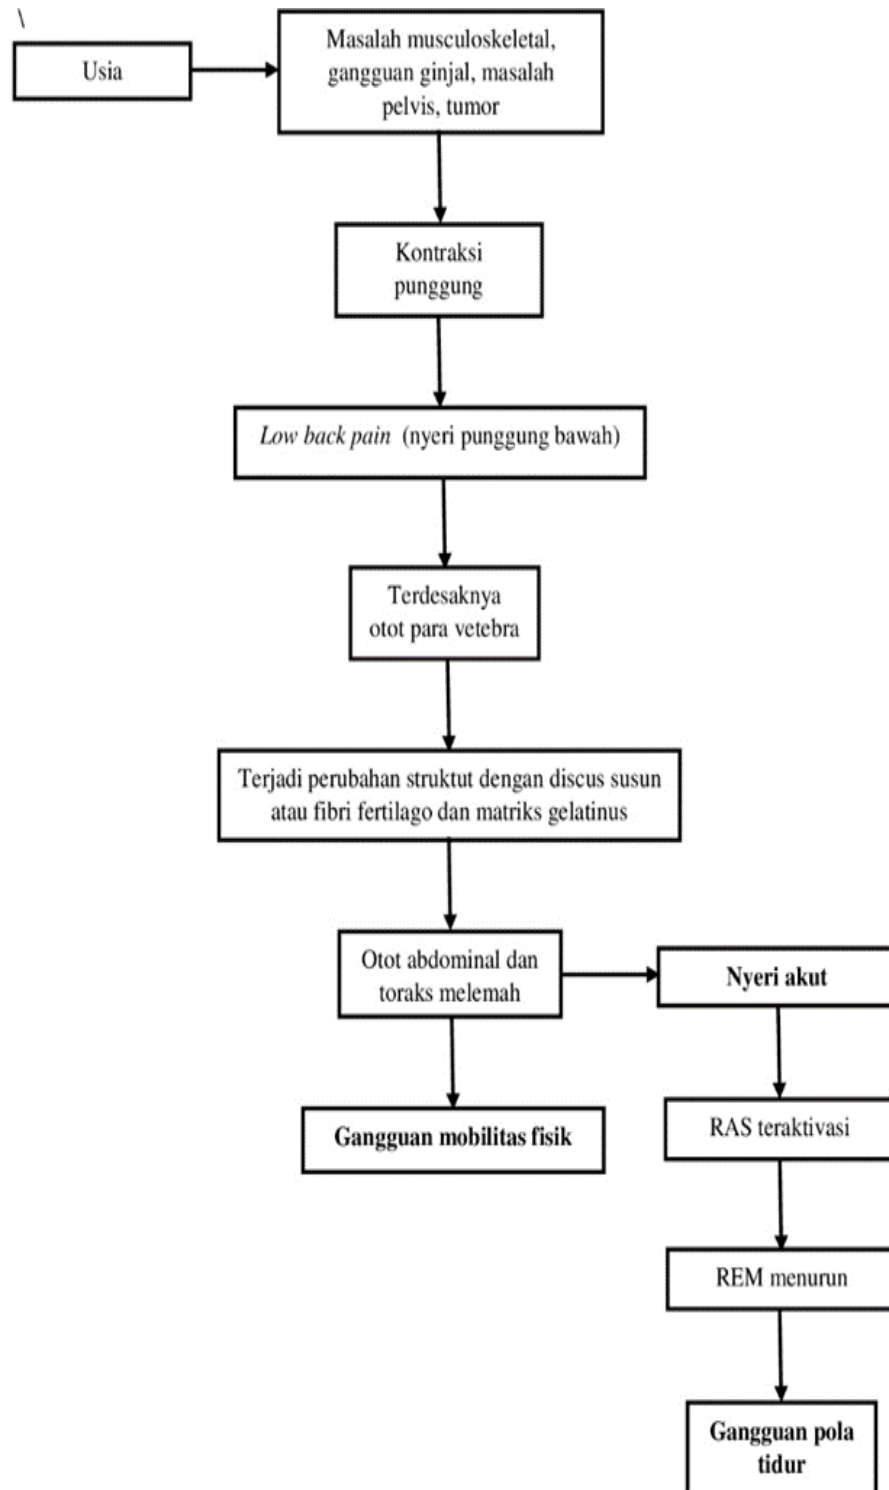 \
Usia
Masalah musculoskeletal,
gangguan ginjal, masalah
pelvis, tumor
Kontraksi
punggung
Low back pain (nyeri punggung bawah)
Terdesaknya
otot para vetebra
Terjadi perubahan struktut dengan discus susun
atau fibri fertilago dan matriks gelatinus
Otot abdominal dan
toraks melemah
Nyeri akut
Gangguan mobilitas fisik
RAS teraktivasi
REM menurun
Gangguan pola
tidur